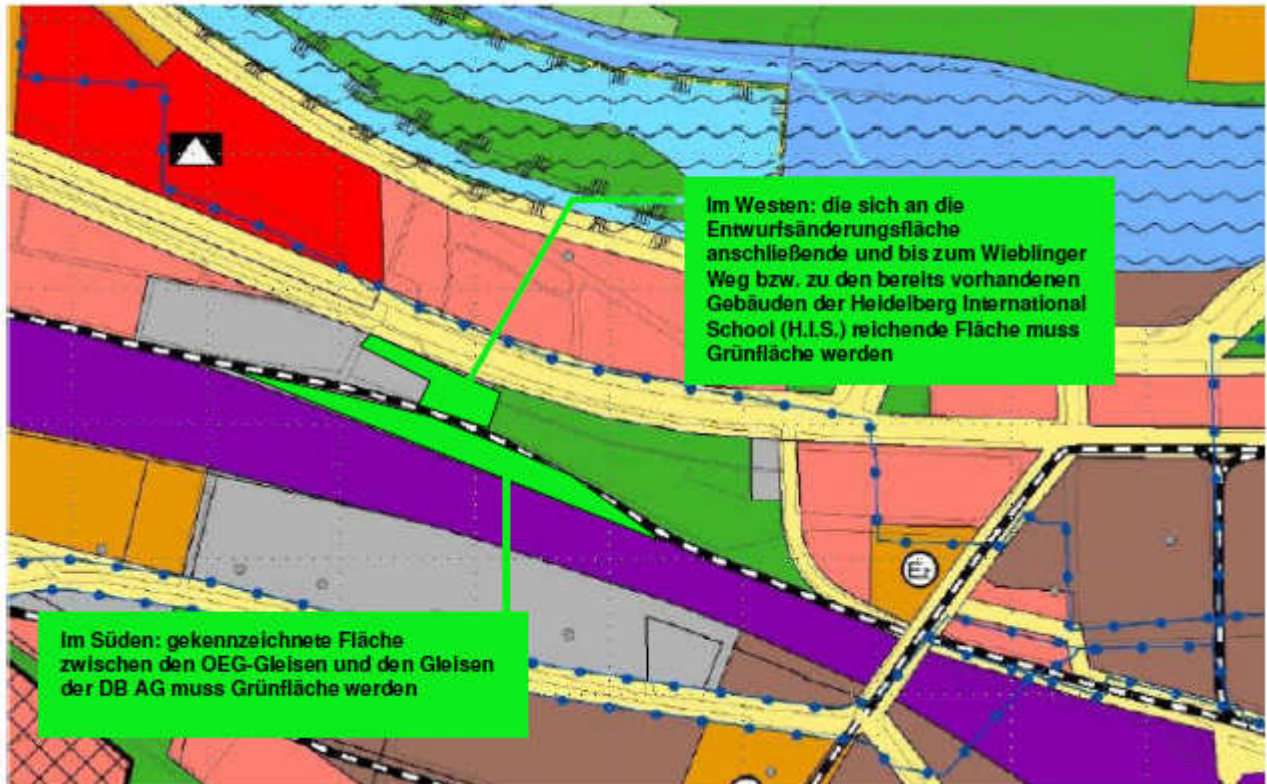 Im Westen: die sich an die
Entwurfsänderungsfläche
anschließende und bis zum Wieblinger
Weg bzw. zu den bereits vorhandenen
Gebäuden der Heidelberg International
School (H.I.S.) reichende Fläche muss
Grünfläche werden
Im Süden: gekennzeichnete Fläche
zwischen den OEG-Gleisen und den Gleisen
der DB AG muss Grünfläche werden